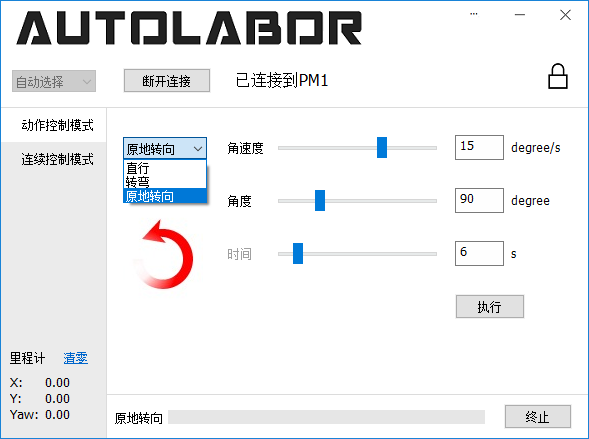 AUTOLABOR
自动选择 断开连接 已连接到PM1
动作控制模式
连续控制模式
原地转向 角速度 15 degree/s
直行
转弯
原地转向
角度 90 degree
时间 6 s
执行
里程计 清零
X: 0.00
Y: 0.00
Yaw: 0.00
原地转向 终止